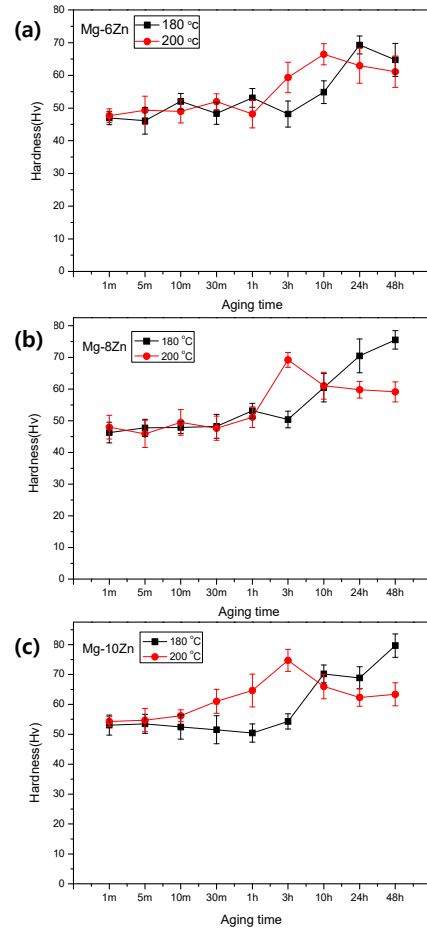 (a)
Mg-6Zn
180 °C
200 °C
80
70
60
50
40
30
20
10
0
Hardness(Hv)
1m 5m 10m 30m 1h 3h 10h 24h 48h
Aging time
(b)
Mg-8Zn
180 °C
200 °C
80
70
60
50
40
30
20
10
0
Hardness(Hv)
1m 5m 10m 30m 1h 3h 10h 24h 48h
Aging time
(c)
Mg-10Zn
180 °C
200 °C
80
70
60
50
40
30
20
10
0
Hardness(Hv)
1m 5m 10m 30m 1h 3h 10h 24h 48h
Aging time